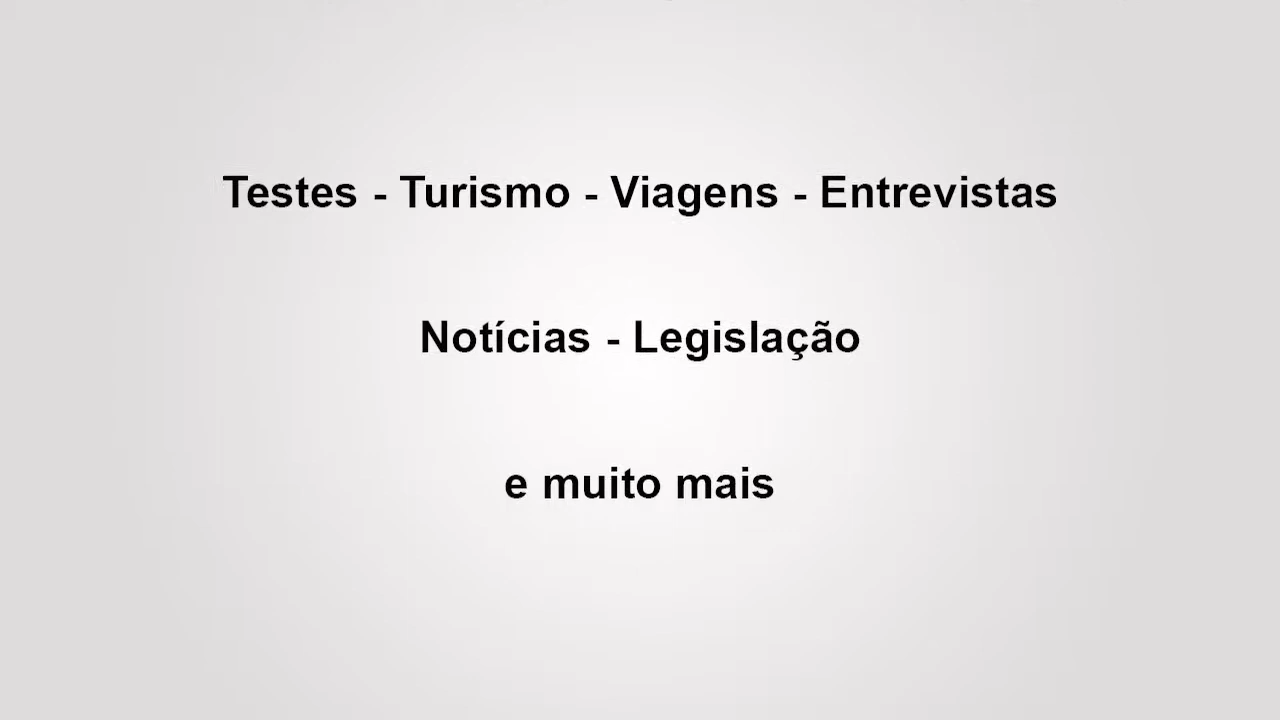 Testes - Turismo - Viagens - Entrevistas
Notícias - Legislação
e muito mais